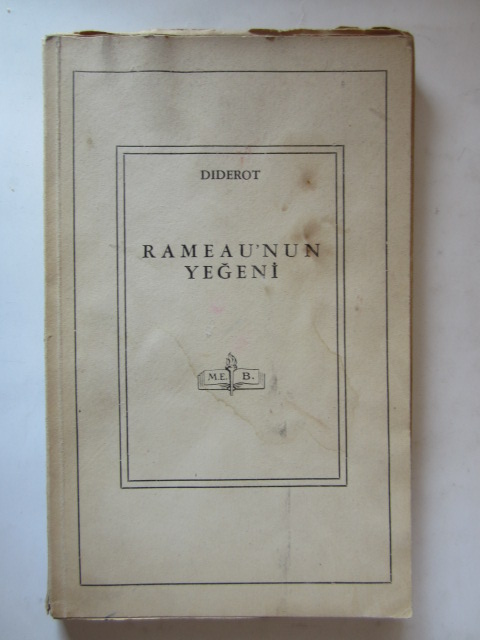 DIDEROT
RAMEAU'NUN
YEĞENİ
M.E. B.